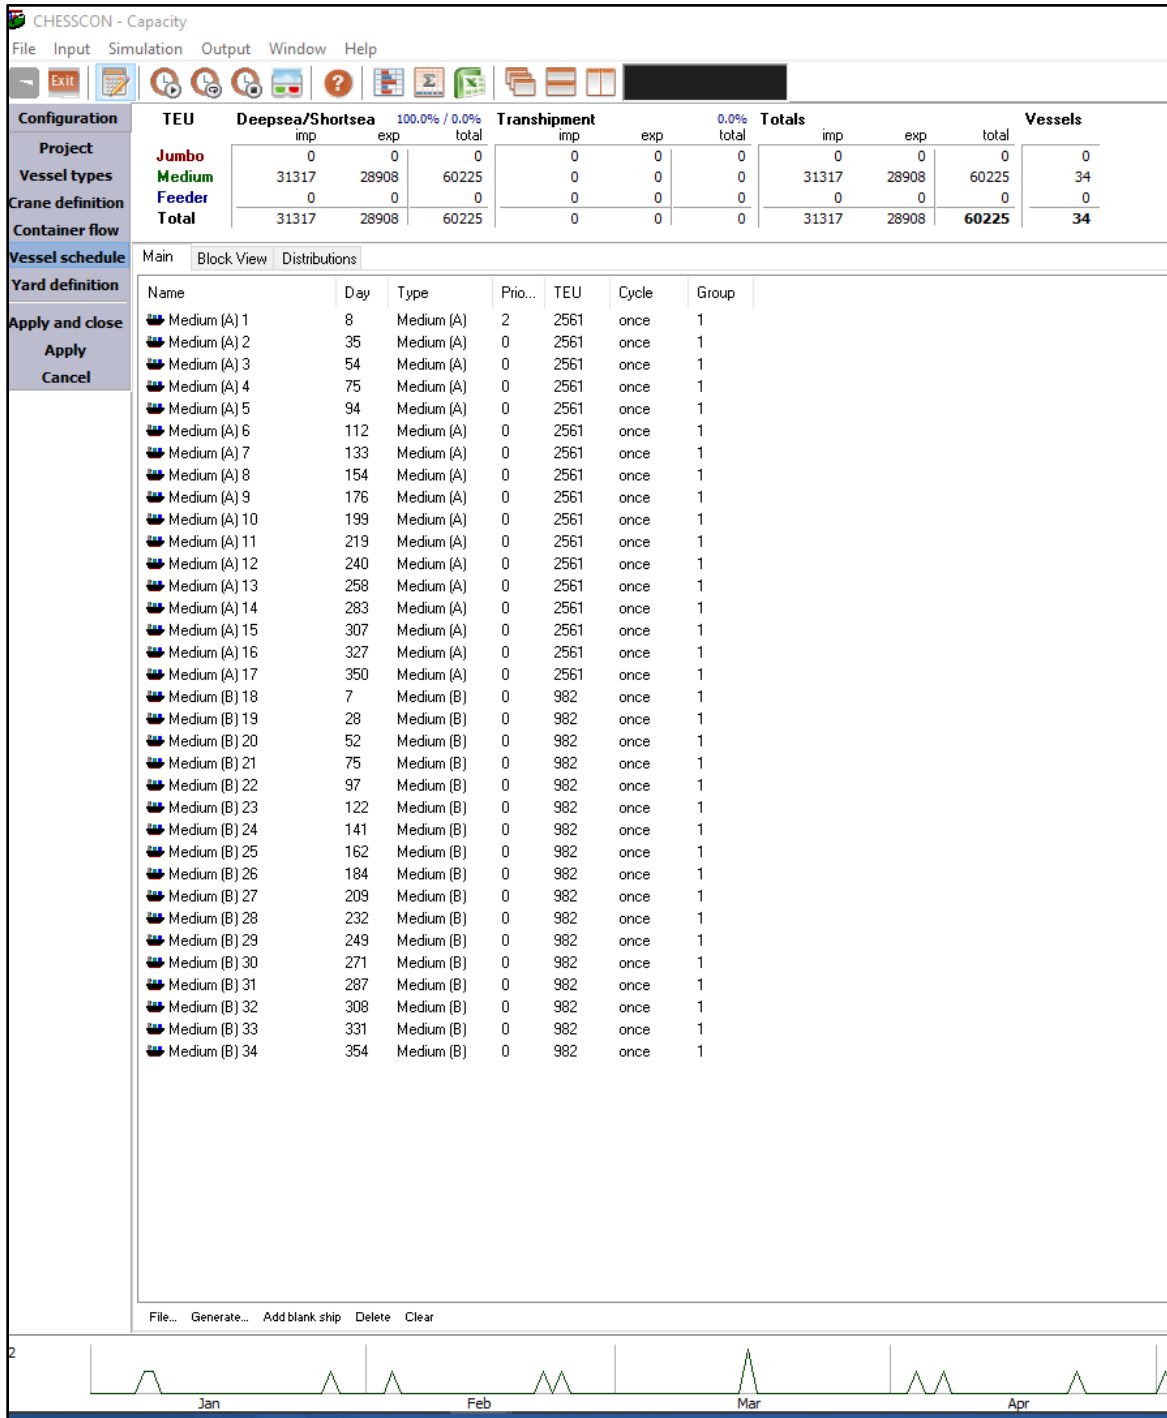 CHESSCON - Capacity
File Input Simulation Output Window Help
Exit
Configuration
Project
Vessel types
Crane definition
Container flow
Vessel schedule
Yard definition
Apply and close
Apply
Cancel
TEU Deepsea/Shortsea 100.0% / 0.0% Transhipment 0.0% Totals Vessels
imp exp total imp exp total imp exp total
Jumbo 0 0 0 0 0 0 0 0 0 0
Medium 31317 28908 60225 0 0 0 31317 28908 60225 34
Feeder 0 0 0 0 0 0 0 0 0 0
Total 31317 28908 60225 0 0 0 31317 28908 60225 34
Main Block View Distributions
Name Day Type Prio... TEU Cycle Group
Medium (A) 1 8 Medium (A) 2 2561 once 1
Medium (A) 2 35 Medium (A) 0 2561 once 1
Medium (A) 3 54 Medium (A) 0 2561 once 1
Medium (A) 4 75 Medium (A) 0 2561 once 1
Medium (A) 5 94 Medium (A) 0 2561 once 1
Medium (A) 6 112 Medium (A) 0 2561 once 1
Medium (A) 7 133 Medium (A) 0 2561 once 1
Medium (A) 8 154 Medium (A) 0 2561 once 1
Medium (A) 9 176 Medium (A) 0 2561 once 1
Medium (A) 10 199 Medium (A) 0 2561 once 1
Medium (A) 11 219 Medium (A) 0 2561 once 1
Medium (A) 12 240 Medium (A) 0 2561 once 1
Medium (A) 13 258 Medium (A) 0 2561 once 1
Medium (A) 14 283 Medium (A) 0 2561 once 1
Medium (A) 15 307 Medium (A) 0 2561 once 1
Medium (A) 16 327 Medium (A) 0 2561 once 1
Medium (A) 17 350 Medium (A) 0 2561 once 1
Medium (B) 18 7 Medium (B) 0 982 once 1
Medium (B) 19 28 Medium (B) 0 982 once 1
Medium (B) 20 52 Medium (B) 0 982 once 1
Medium (B) 21 75 Medium (B) 0 982 once 1
Medium (B) 22 97 Medium (B) 0 982 once 1
Medium (B) 23 122 Medium (B) 0 982 once 1
Medium (B) 24 141 Medium (B) 0 982 once 1
Medium (B) 25 162 Medium (B) 0 982 once 1
Medium (B) 26 184 Medium (B) 0 982 once 1
Medium (B) 27 209 Medium (B) 0 982 once 1
Medium (B) 28 232 Medium (B) 0 982 once 1
Medium (B) 29 249 Medium (B) 0 982 once 1
Medium (B) 30 271 Medium (B) 0 982 once 1
Medium (B) 31 287 Medium (B) 0 982 once 1
Medium (B) 32 308 Medium (B) 0 982 once 1
Medium (B) 33 331 Medium (B) 0 982 once 1
Medium (B) 34 354 Medium (B) 0 982 once 1
File... Generate... Add blank ship Delete Clear
2
Jan Feb Mar Apr